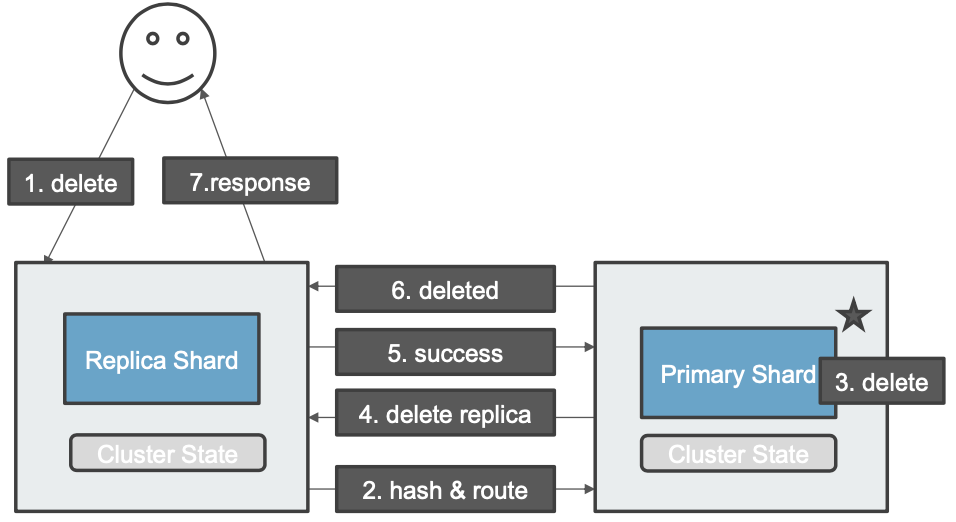 1. delete
7.response
6. deleted
Replica Shard
5. success
Primary Shard
3. delete
4. delete replica
Cluster State
Cluster State
2. hash & route